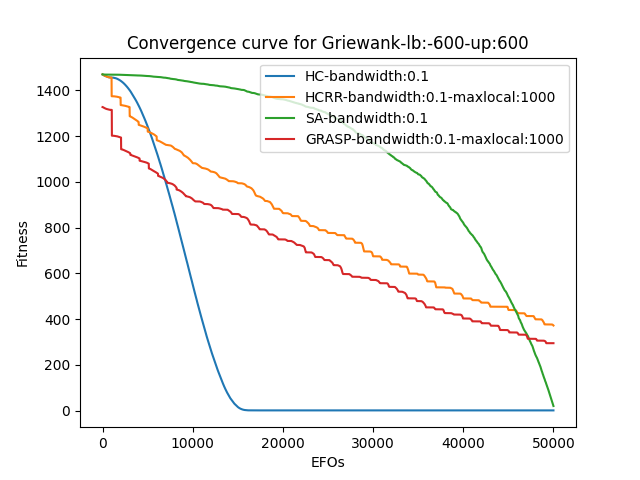 Convergence curve for Griewank-lb:-600-up:600
HC-bandwidth:0.1
HCRR-bandwidth:0.1-maxlocal:1000
SA-bandwidth:0.1
GRASP-bandwidth:0.1-maxlocal:1000
1400
1200
1000
800
600
400
200
0
Fitness
0 10000 20000 30000 40000 50000
EFOs